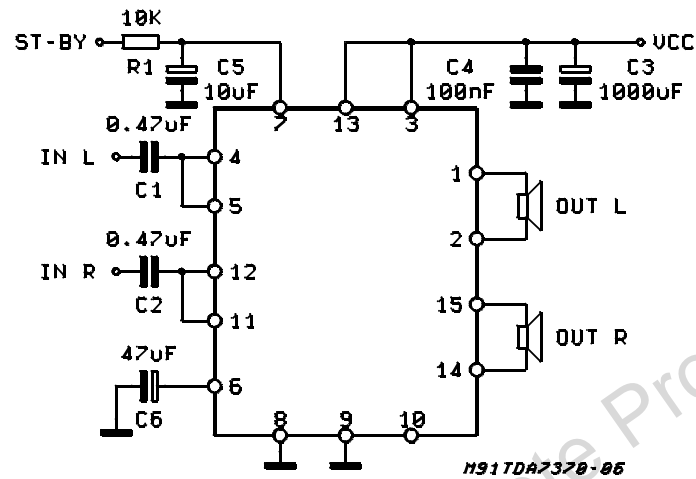 10K
ST-BY
VCC
R1
C5
10uF
C4
100nF
C3
1000uF
7
13
3
0.47uF
IN L
4
C1
5
1
OUT L
2
0.47uF
IN R
12
C2
11
15
OUT R
14
47uF
6
C6
8
9
10
M91TDA7370-06